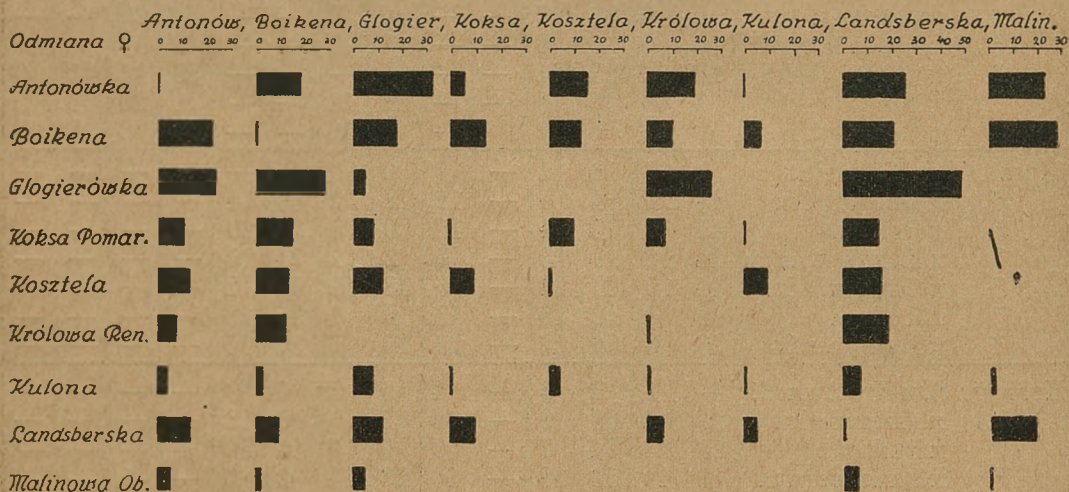 Antonów, Boikena, Glogier, Koksa, Kosztela, Królowa, Kulona, Landsberska, Malin.
Odmiana ♀ 0 10 20 30 0 10 20 30 0 10 20 30 0 10 20 30 0 10 20 30 0 10 20 30 0 10 20 30 0 10 20 30 40 50 0 10 20 30
Antonówka
Boikena
Glogierówka
Koksa Pomar.
Kosztela
Królowa Ren.
Kulona
Landsberska
Malinowa Ob.